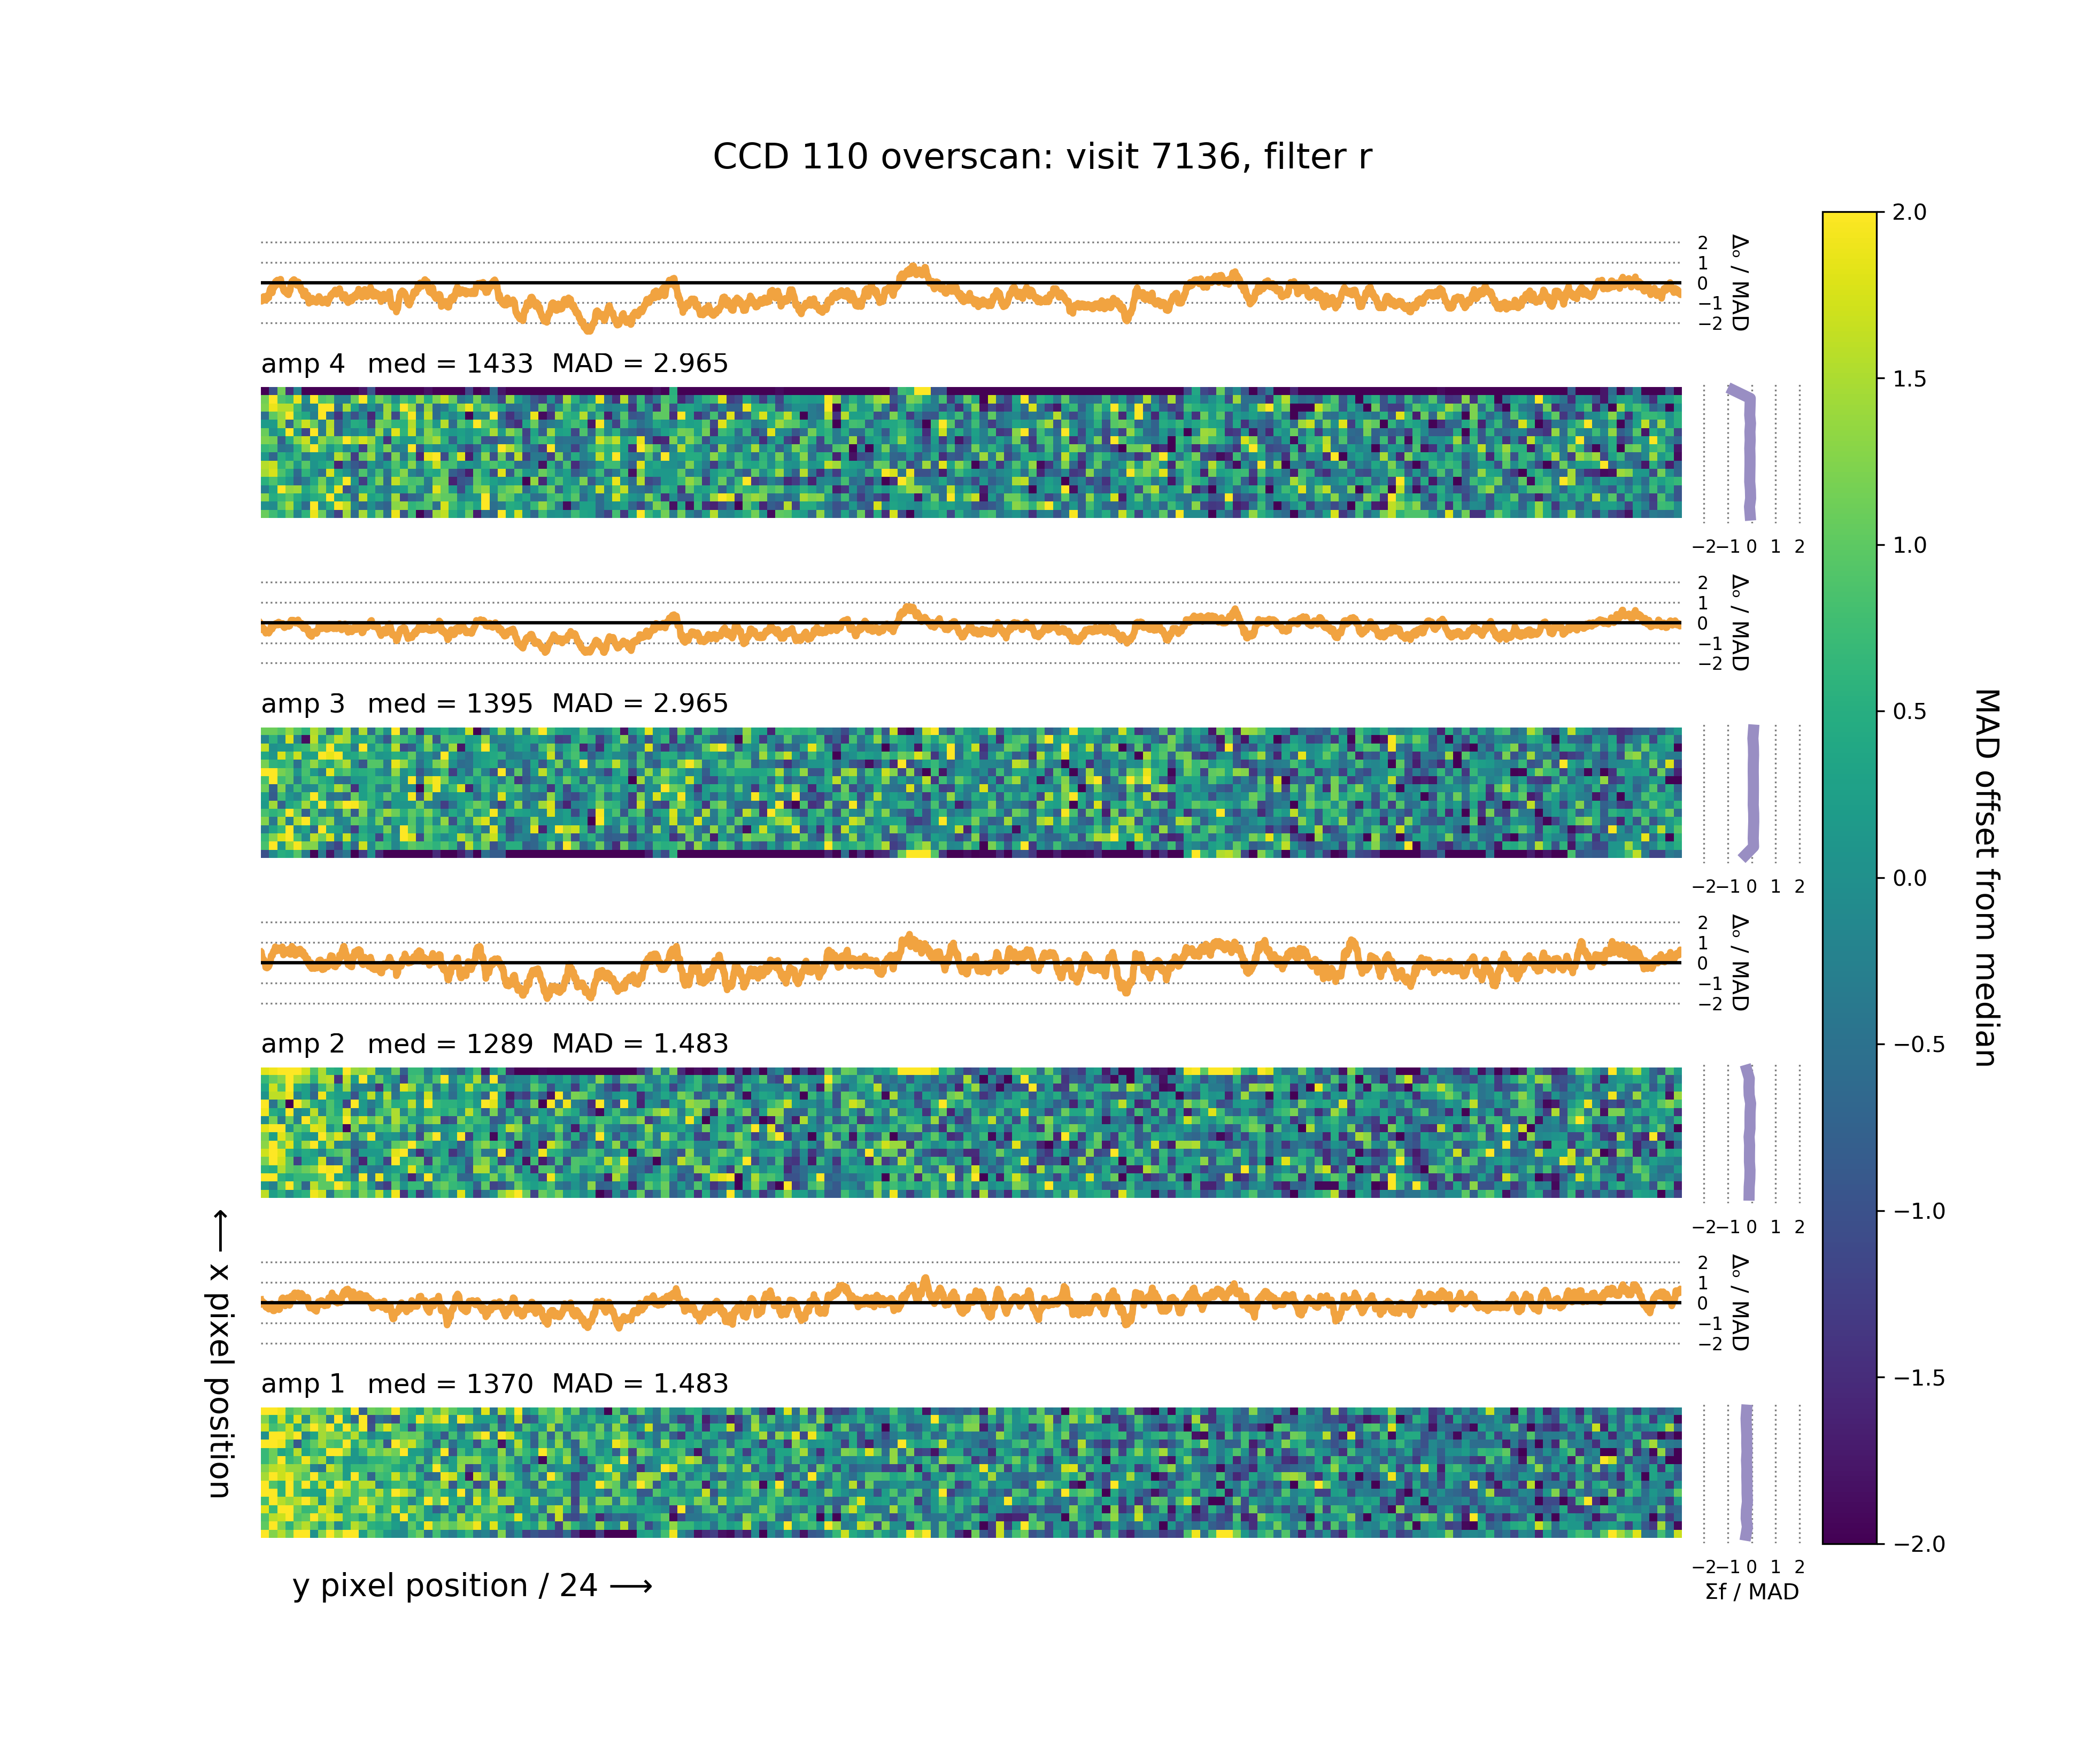 CCD 110 overscan: visit 7136, filter r
2
1
0
−1
−2
Δₒ / MAD
amp 4 med = 1433 MAD = 2.965
−2 −1 0 1 2
2
1
0
−1
−2
Δₒ / MAD
amp 3 med = 1395 MAD = 2.965
−2 −1 0 1 2
2
1
0
−1
−2
Δₒ / MAD
amp 2 med = 1289 MAD = 1.483
−2 −1 0 1 2
2
1
0
−1
−2
Δₒ / MAD
amp 1 med = 1370 MAD = 1.483
−2 −1 0 1 2
Σf / MAD
y pixel position / 24 ⟶
⟵ x pixel position
2.0
1.5
1.0
0.5
0.0
−0.5
−1.0
−1.5
−2.0
MAD offset from median